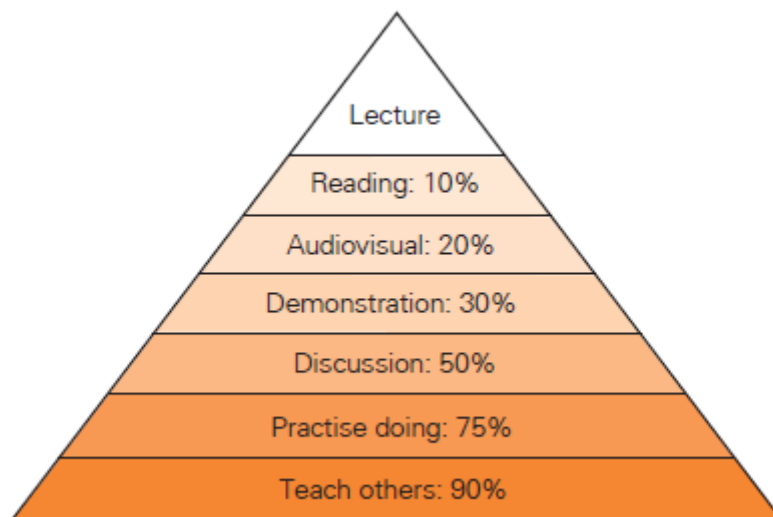 Lecture
Reading: 10%
Audiovisual: 20%
Demonstration: 30%
Discussion: 50%
Practise doing: 75%
Teach others: 90%